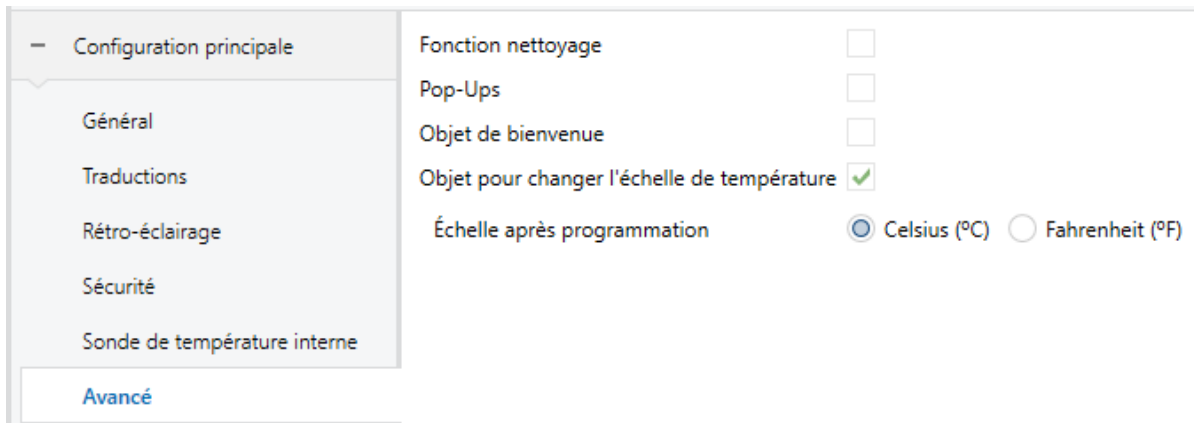 Configuration principale
Général
Traductions
Rétro-éclairage
Sécurité
Sonde de température interne
Avancé
Fonction nettoyage
Pop-Ups
Objet de bienvenue
Objet pour changer l'échelle de température
Échelle après programmation Celsius (ºC) Fahrenheit (ºF)